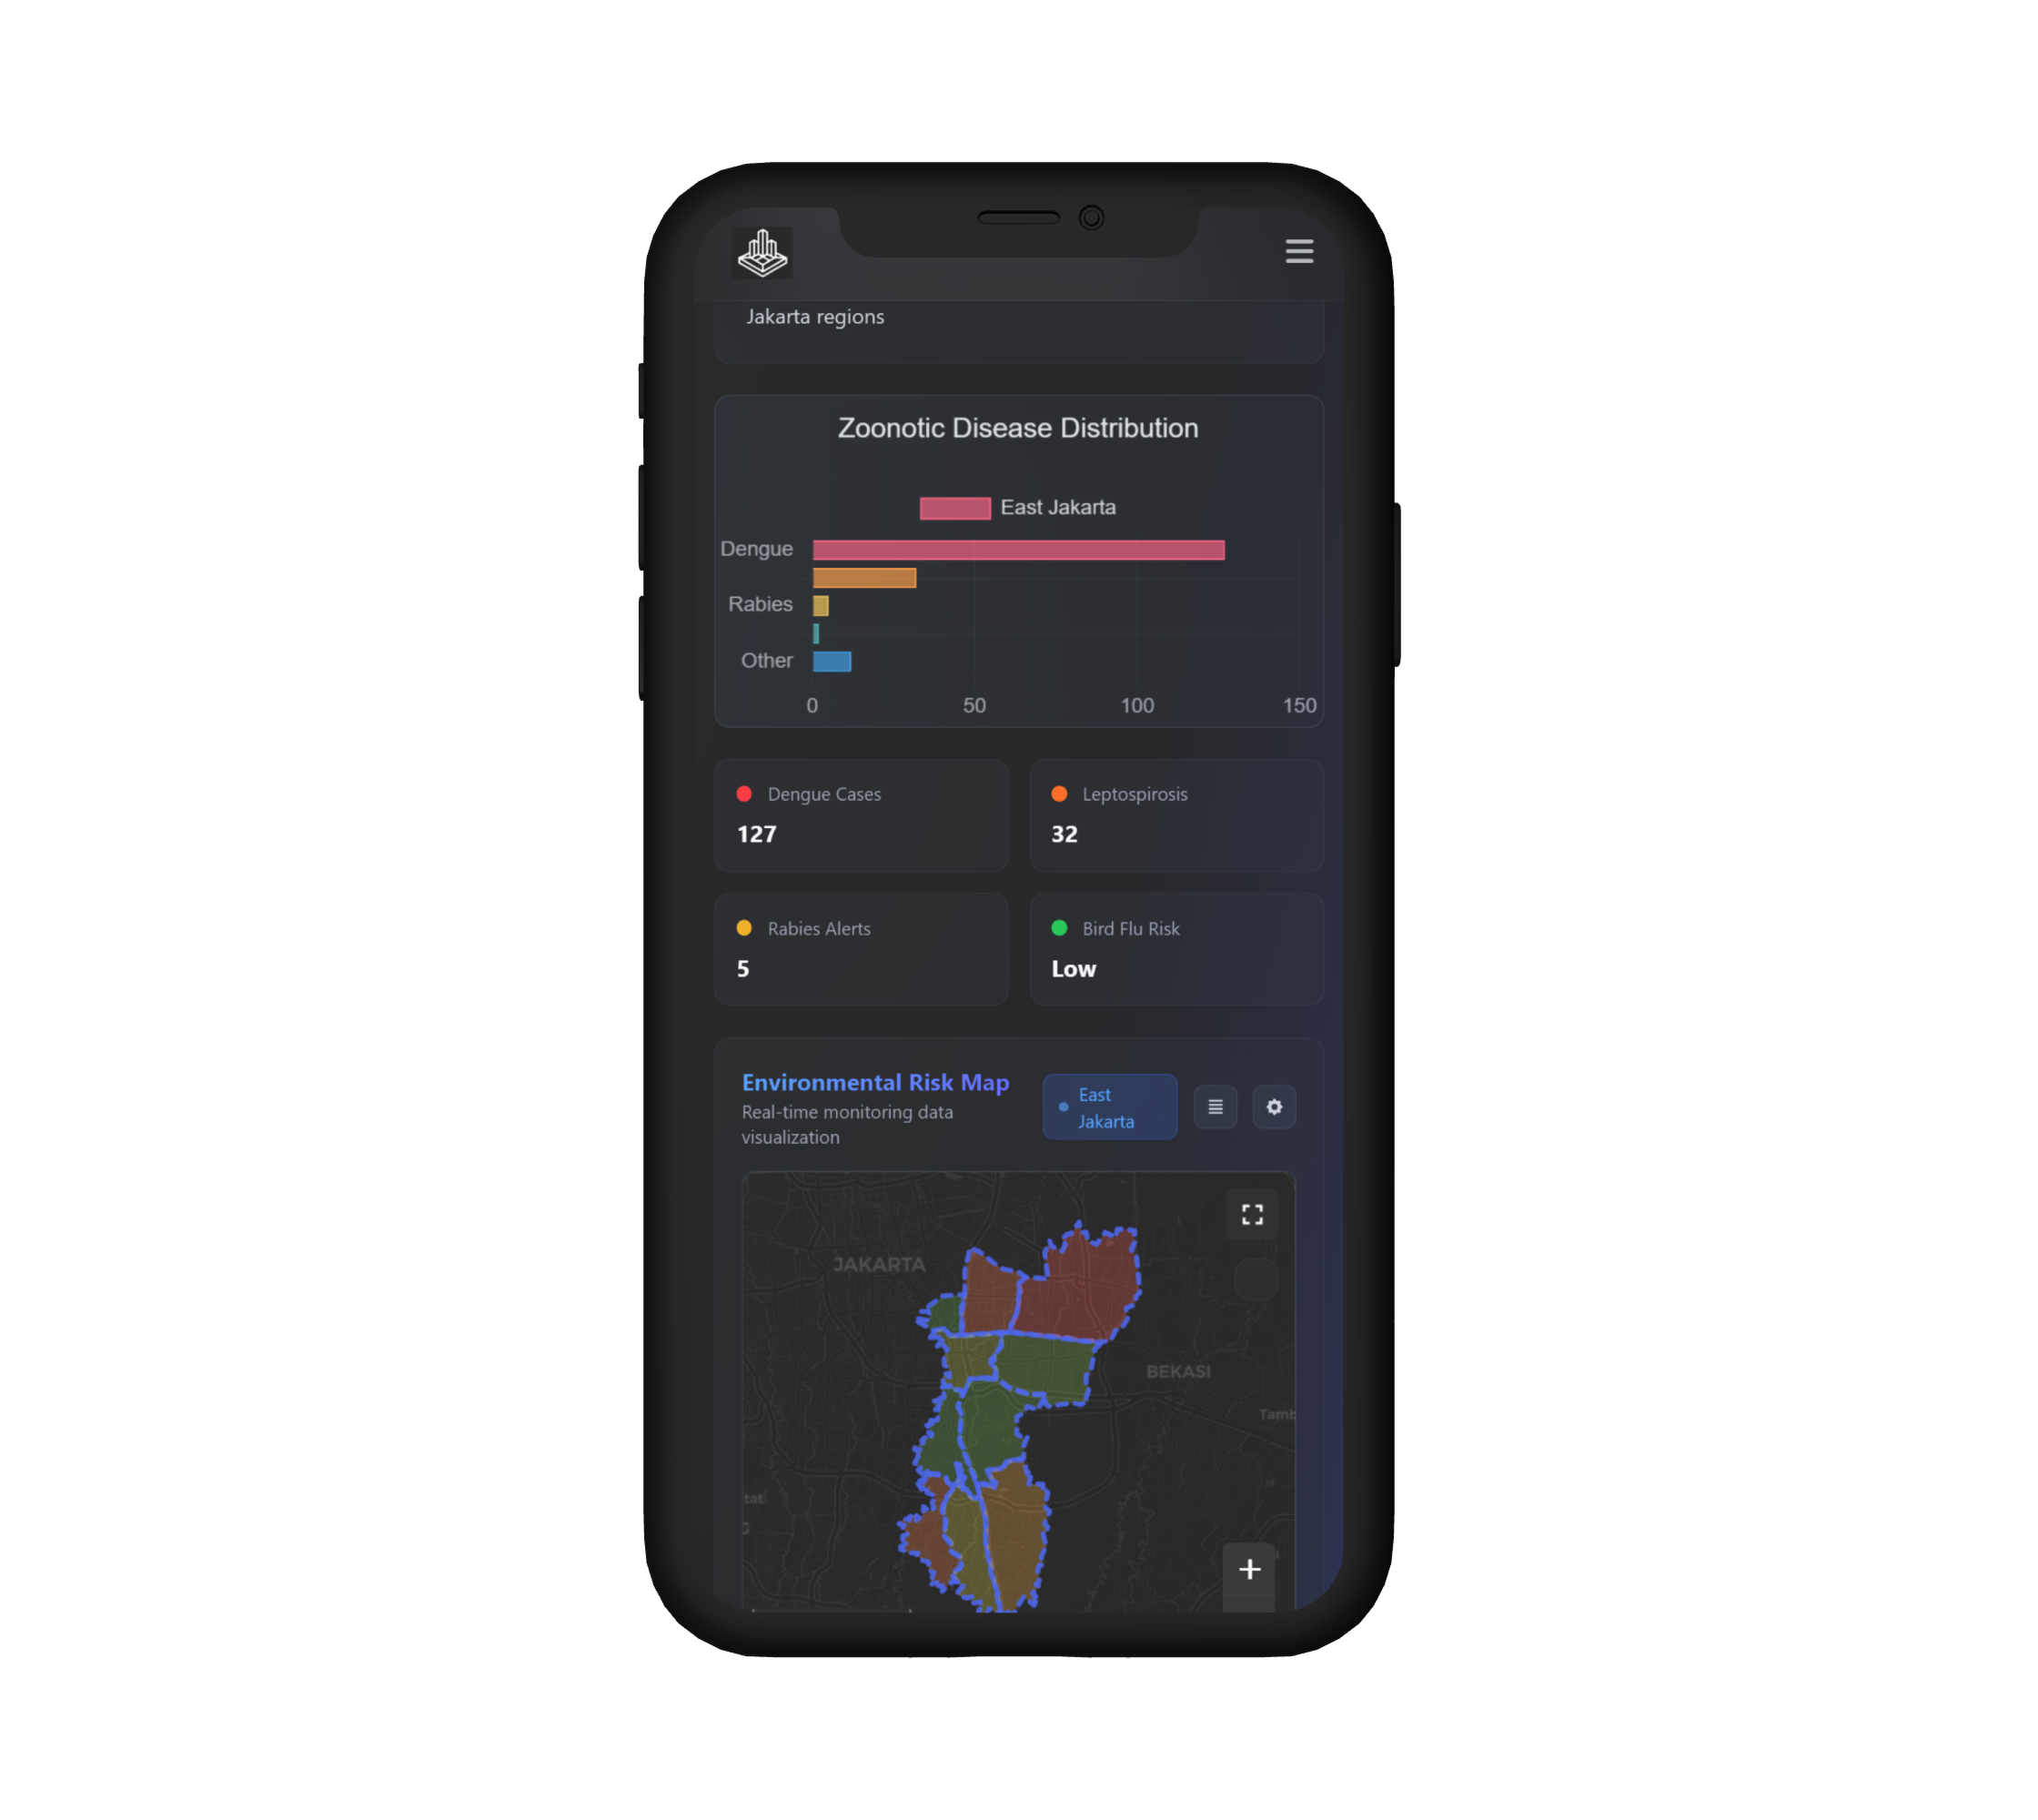 Jakarta regions
Zoonotic Disease Distribution
East Jakarta
Dengue
Rabies
Other
0 50 100 150
Dengue Cases
127
Leptospirosis
32
Rabies Alerts
5
Bird Flu Risk
Low
Environmental Risk Map
Real-time monitoring data
visualization
East
Jakarta
JAKARTA
BEKASI
Tamb
tat
+